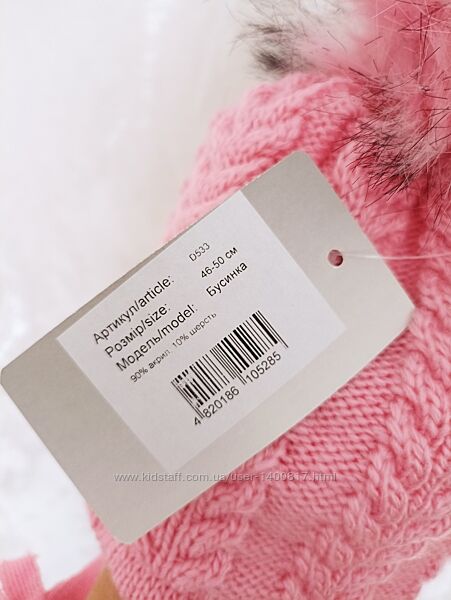 Артикул/article: D533
Розмір/size: 46-50 см
Модель/model: Бусинка
90% акрил, 10% шерсть
4 820186 105285
www.kidstaff.com.ua/user-1409817.html